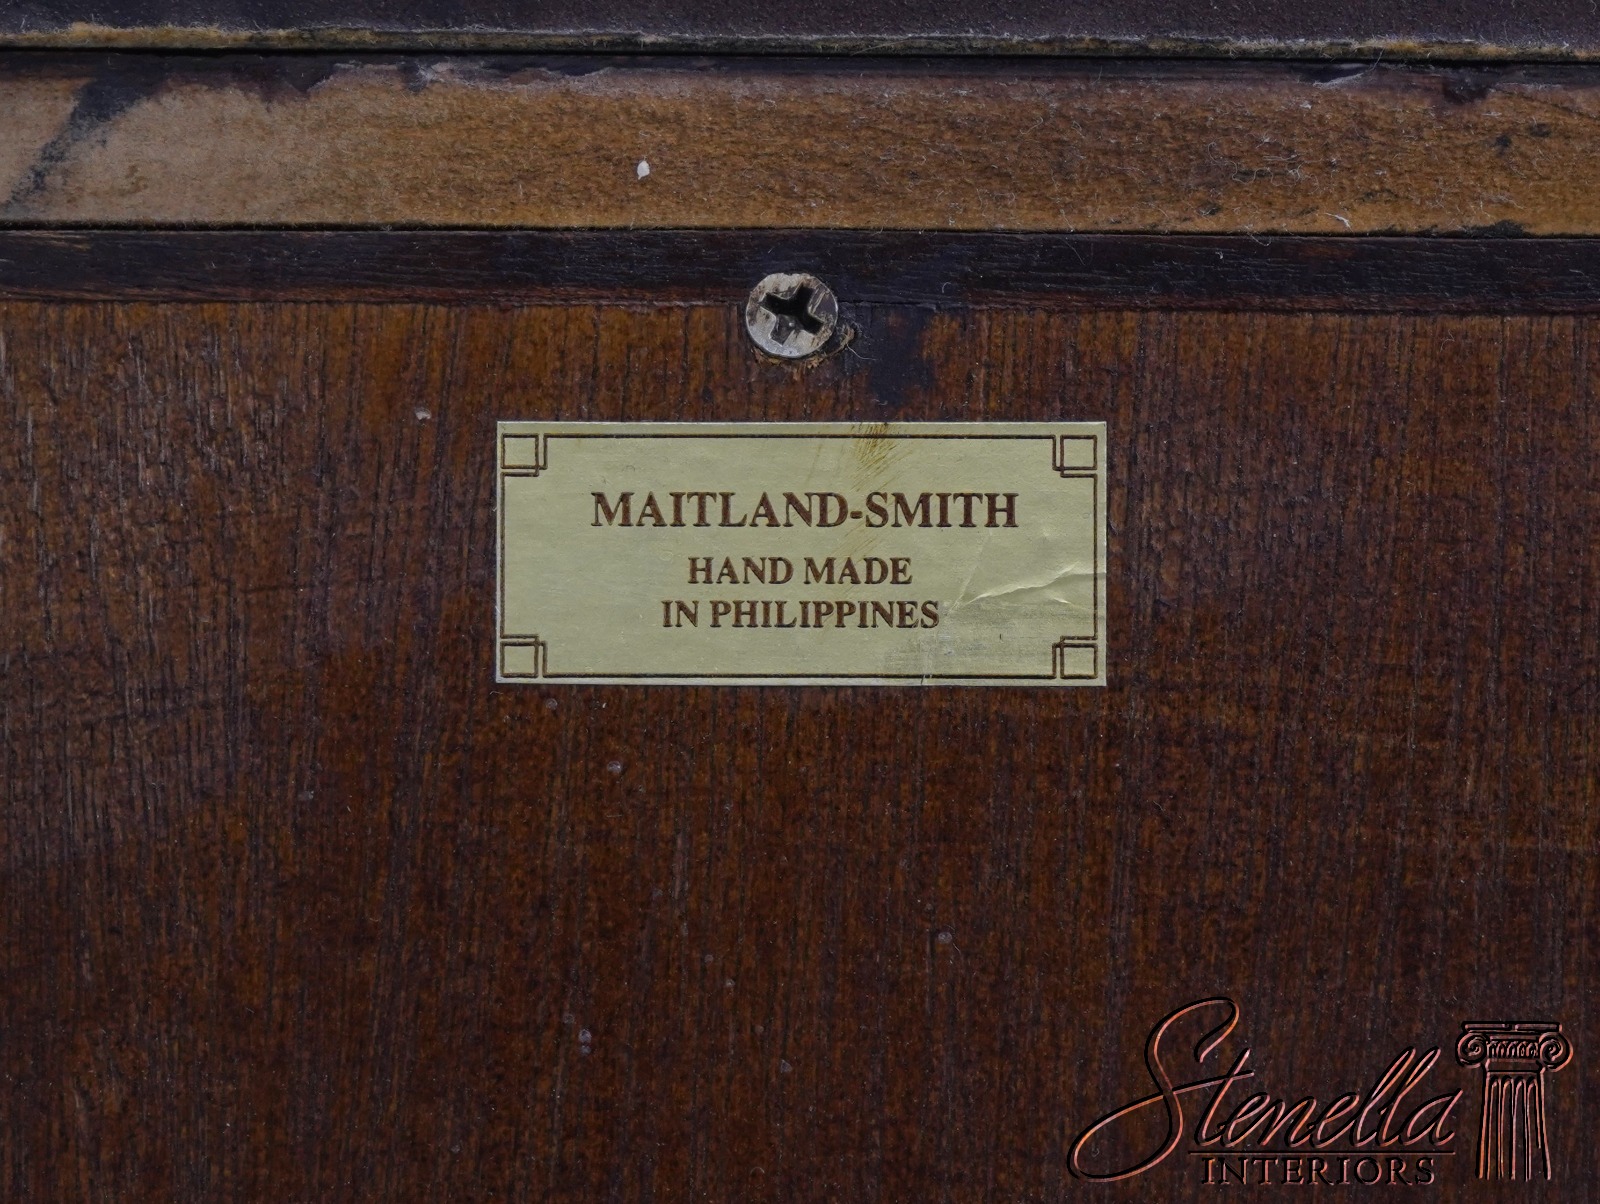 MAITLAND-SMITH
HAND MADE
IN PHILIPPINES
Stenella
INTERIORS